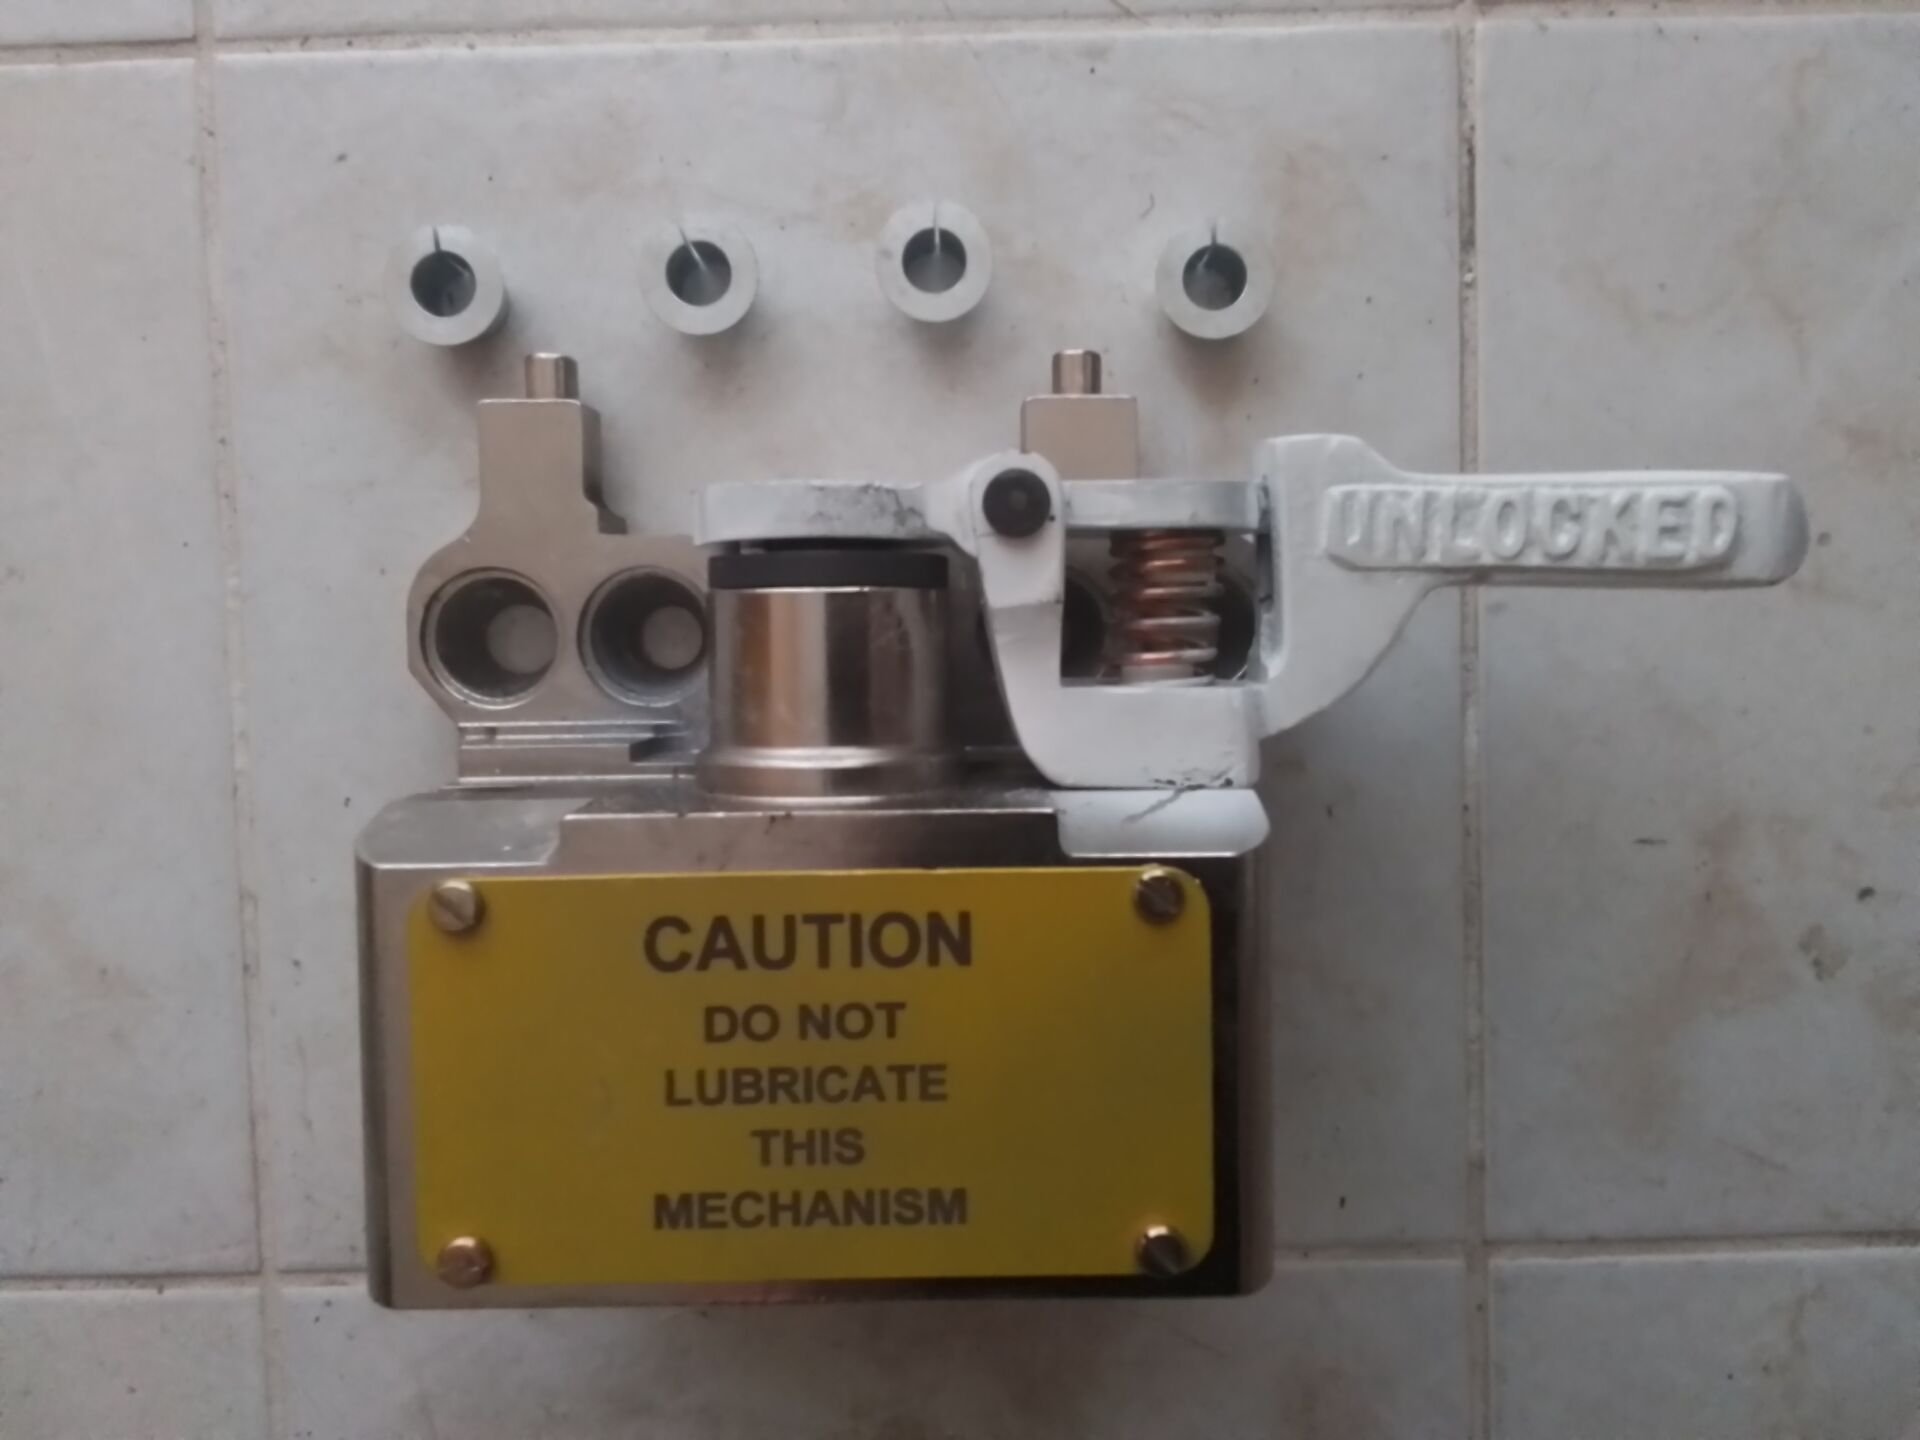 UNLOCKED
CAUTION
DO NOT
LUBRICATE
THIS
MECHANISM